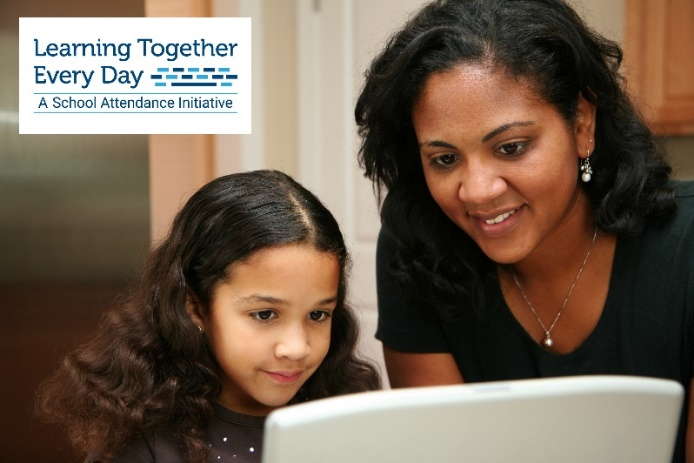 Learning Together
Every Day
A School Attendance Initiative